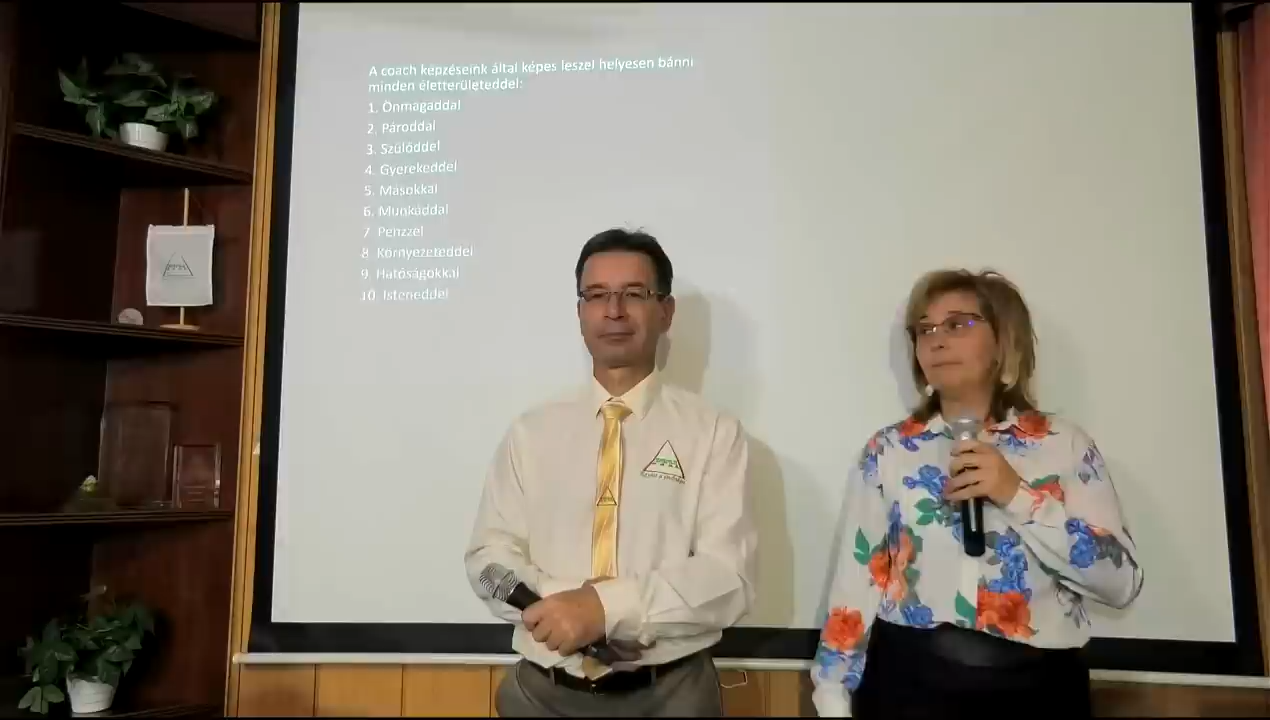 A coach képzéseink által képes leszel helyesen bánni
minden életterületeddel:
1. Önmagaddal
2. Pároddal
3. Szülőddel
4. Gyerekeddel
5. Másokkal
6. Munkáddal
7 Pénzzel
8 Környezeteddel
9. Hatóságokkal
10. Isteneddel